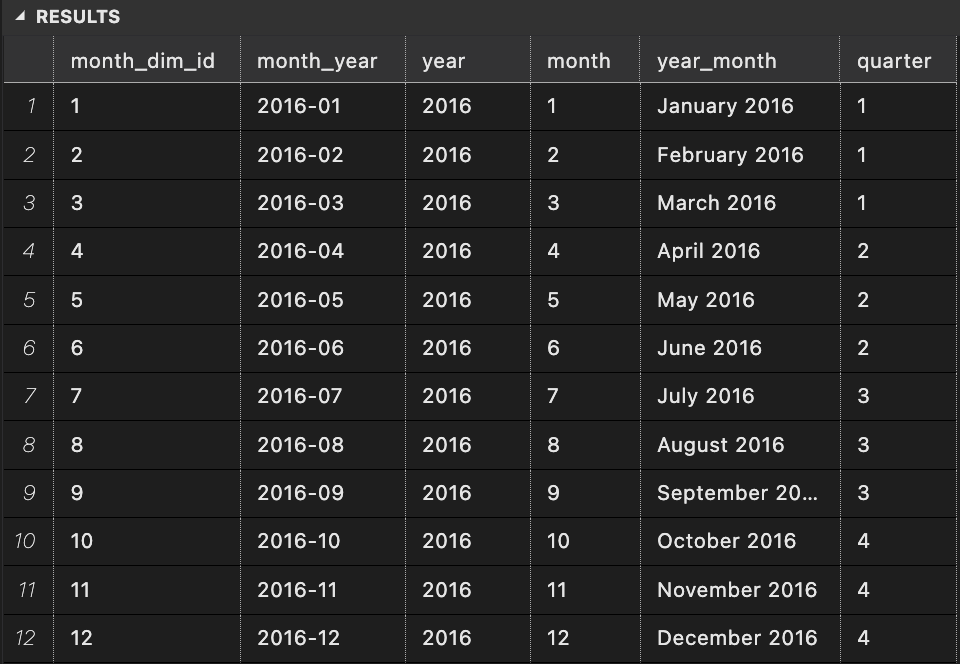 RESULTS
month_dim_id month_year year month year_month quarter
1 1 2016-01 2016 1 January 2016 1
2 2 2016-02 2016 2 February 2016 1
3 3 2016-03 2016 3 March 2016 1
4 4 2016-04 2016 4 April 2016 2
5 5 2016-05 2016 5 May 2016 2
6 6 2016-06 2016 6 June 2016 2
7 7 2016-07 2016 7 July 2016 3
8 8 2016-08 2016 8 August 2016 3
9 9 2016-09 2016 9 September 20... 3
10 10 2016-10 2016 10 October 2016 4
11 11 2016-11 2016 11 November 2016 4
12 12 2016-12 2016 12 December 2016 4